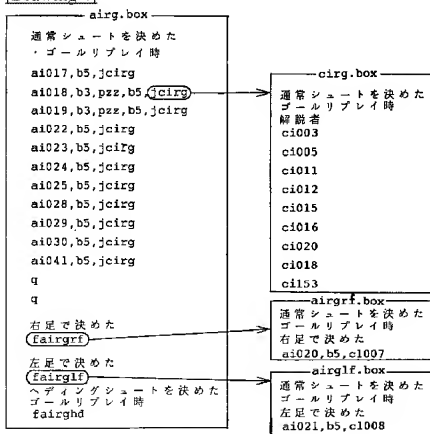 airg.box
通常シュートを決めた
・ゴールリプレイ時
ai017,b5,jcirg
ai018,b3,pzz,b5,jcirg
ai019,b3,pzz,b5,jcirg
ai022,b5,jcirg
ai023,b5,jcirg
ai024,b5,jcirg
ai025,b5,jcirg
ai028,b5,jcirg
ai029,b5,jcirg
ai030,b5,jcirg
ai041,b5,jcirg
q
q
右足で決めた
fairgrf
左足で決めた
fairglf
ヘディングシュートを決めた
ゴールリプレイ時
fairghd
cirg.box
通常シュートを決めた
ゴールリプレイ時
解説者
ci003
ci005
ci011
ci012
ci015
ci016
ci020
ci018
ci153
airgrf.box
通常シュートを決めた
ゴールリプレイ時
右足で決めた
ai020,b5,cl007
airglf.box
通常シュートを決めた
ゴールリプレイ時
左足で決めた
ai021,b5,cl008